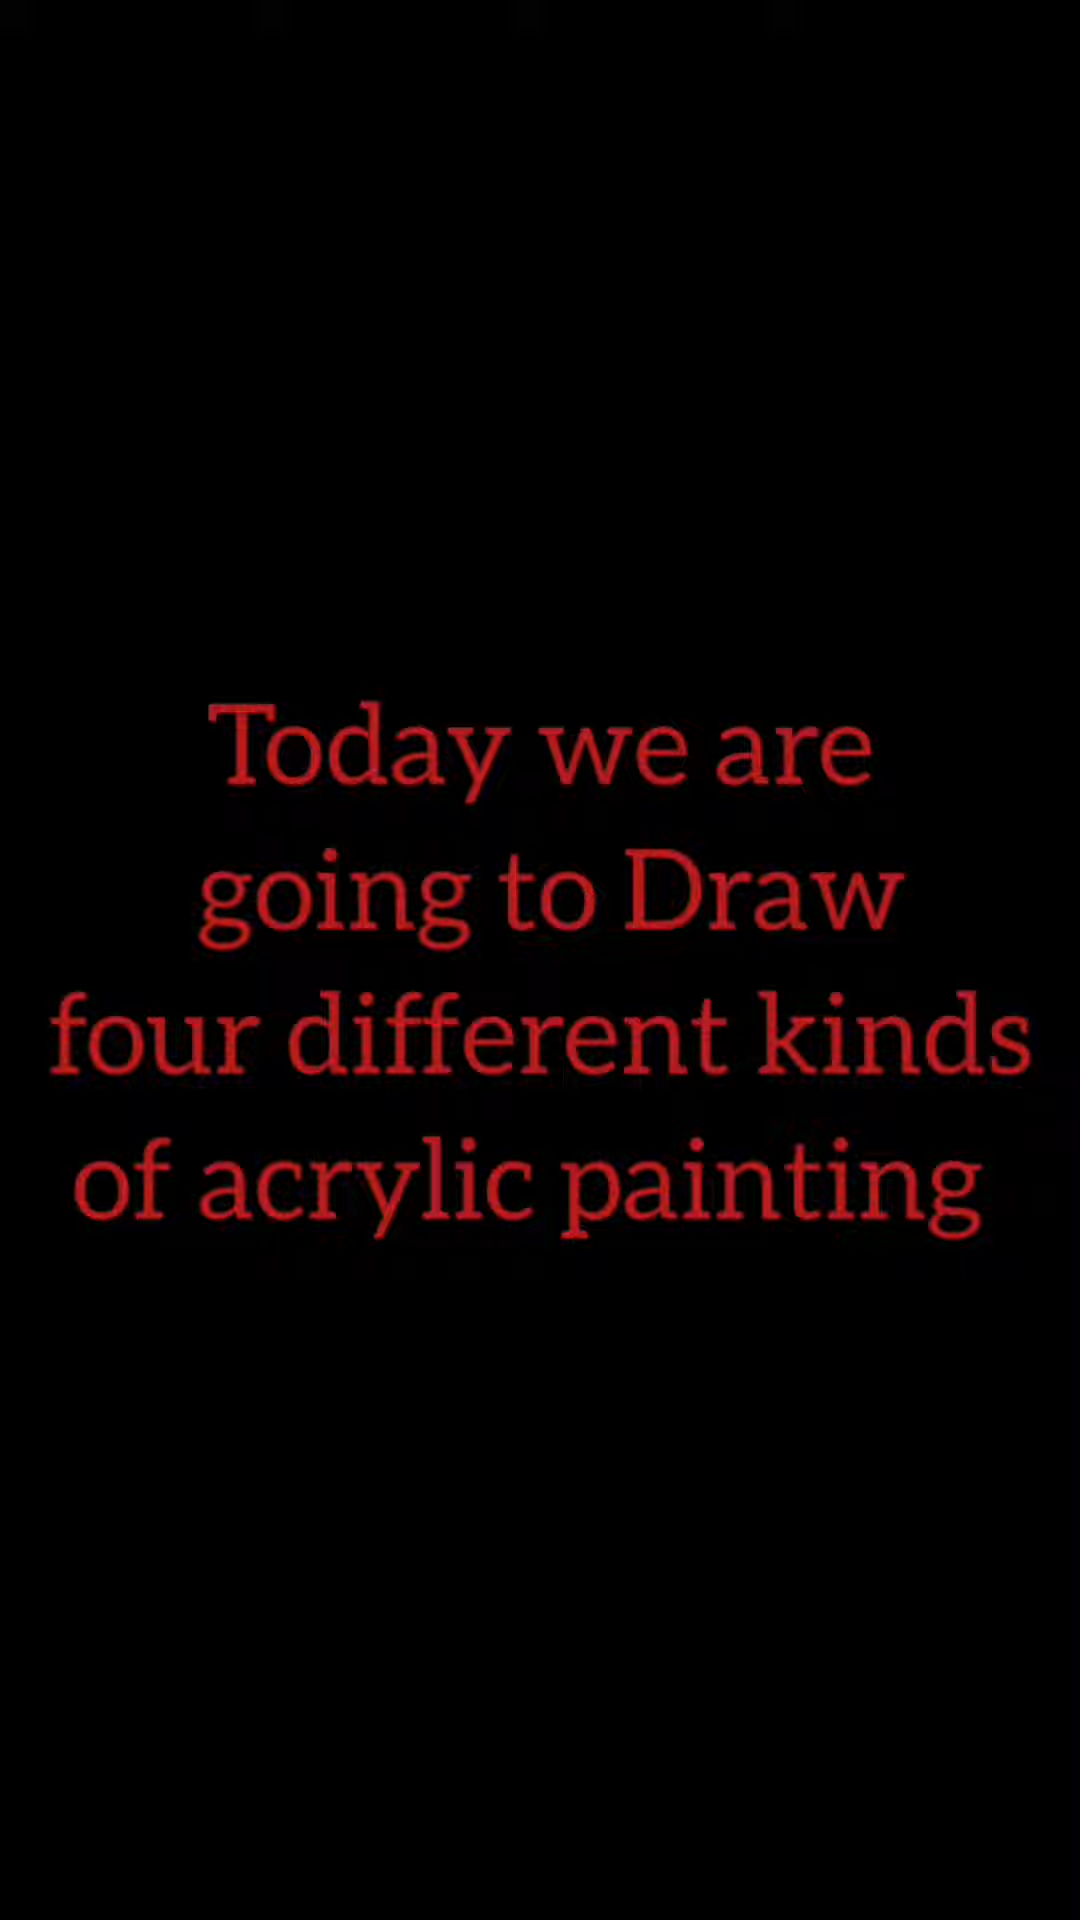 Today we are
going to Draw
four different kinds
of acrylic painting